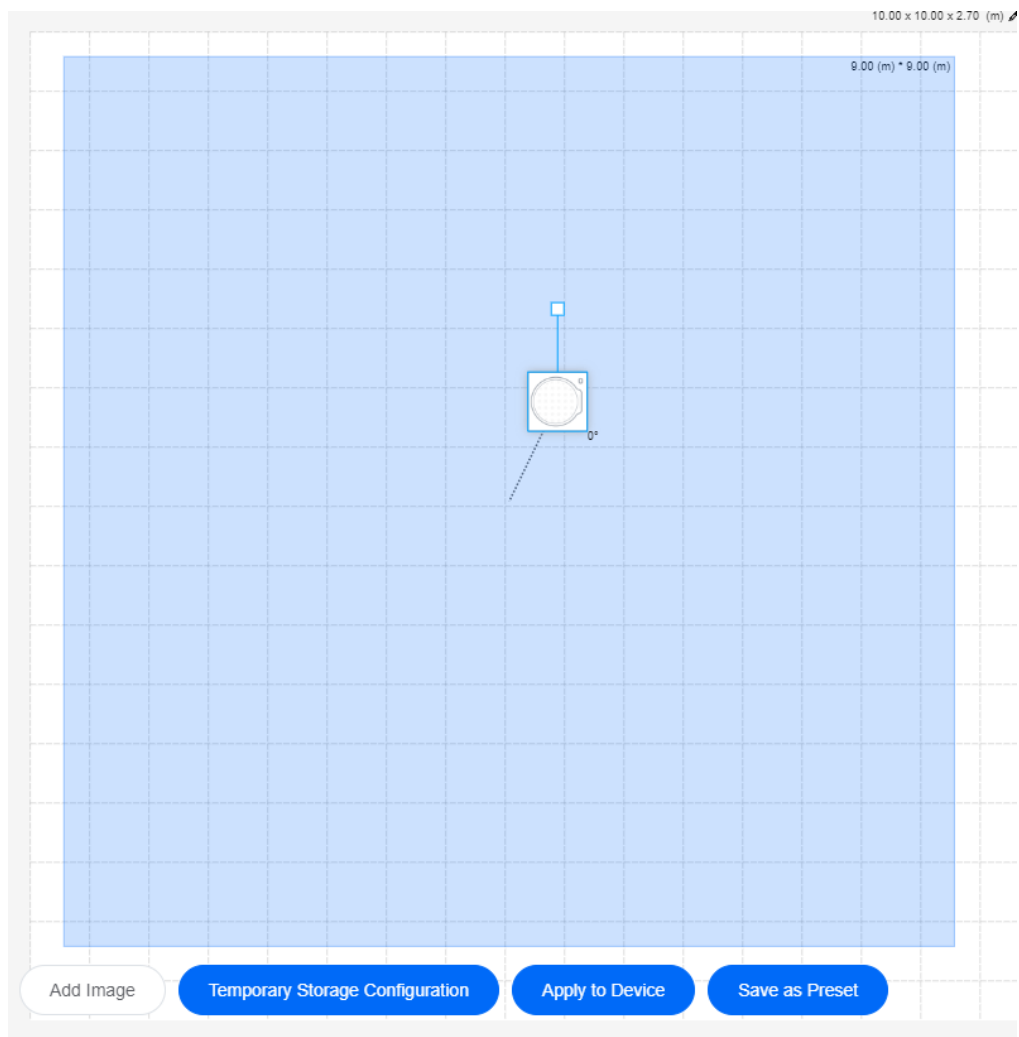 10.00 x 10.00 x 2.70 (m)
9.00 (m) * 9.00 (m)
0°
Add Image
Temporary Storage Configuration
Apply to Device
Save as Preset